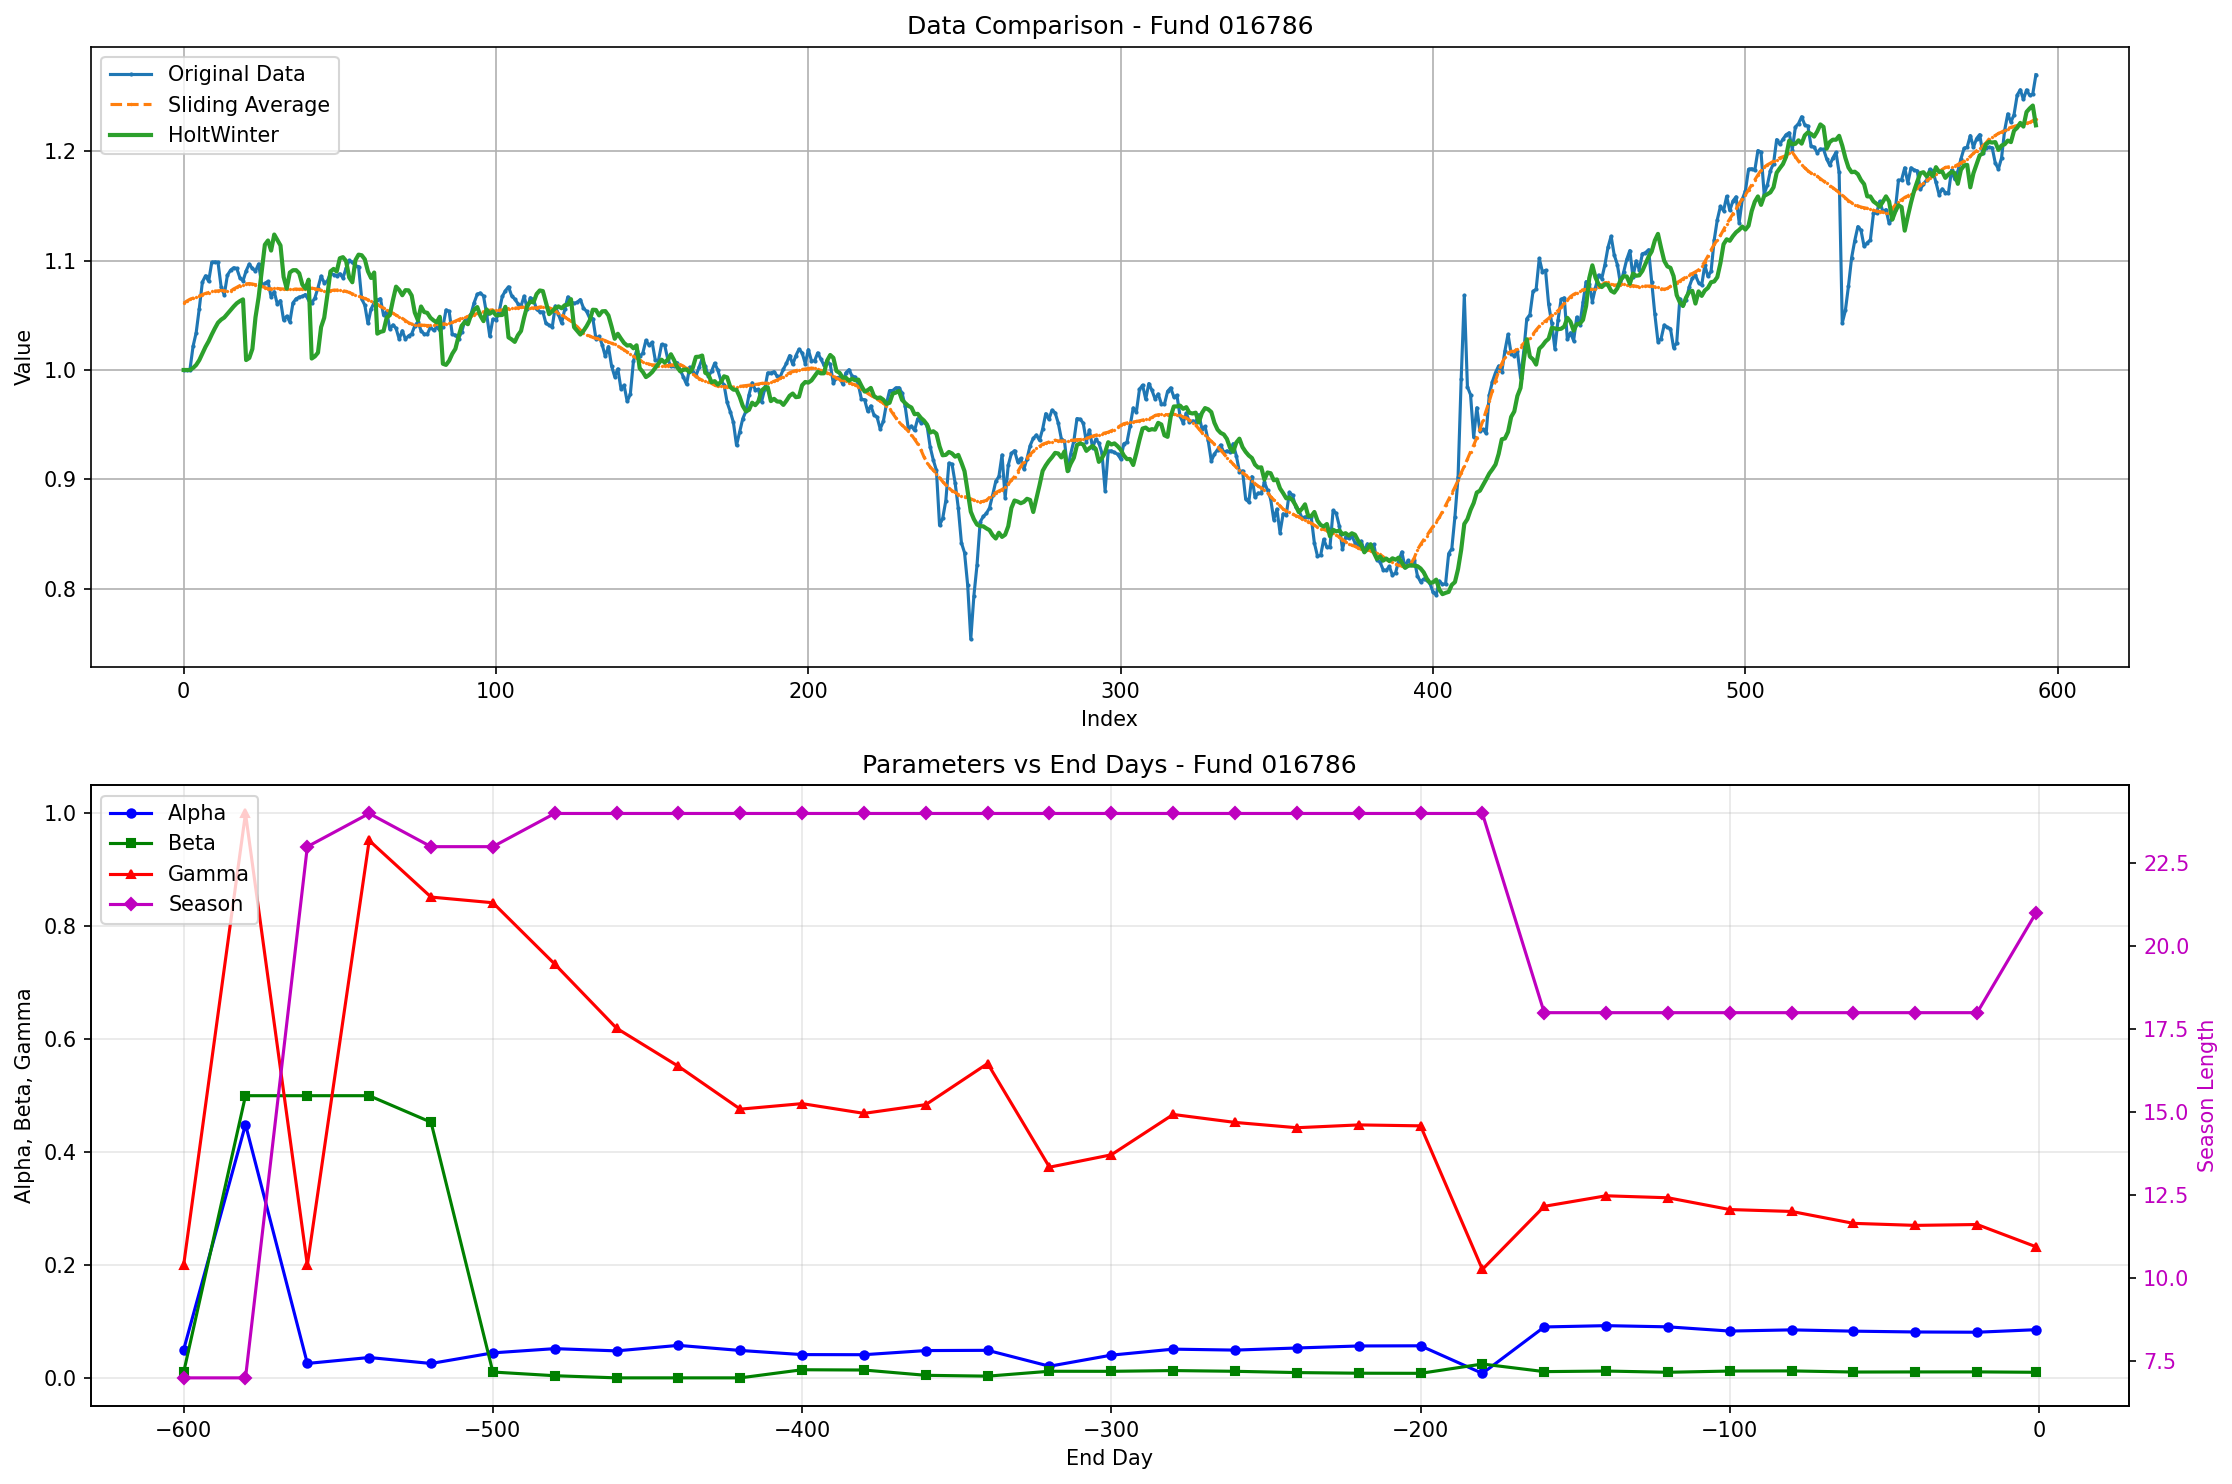 Data Comparison - Fund 016786
Original Data
Sliding Average
HoltWinter
Value
1.2
1.1
1.0
0.9
0.8
0 100 200 300 400 500 600
Index
Parameters vs End Days - Fund 016786
Alpha
Beta
Gamma
Season
Alpha, Beta, Gamma
1.0
0.8
0.6
0.4
0.2
0.0
22.5
20.0
17.5
15.0
12.5
10.0
7.5
Season Length
−600 −500 −400 −300 −200 −100 0
End Day